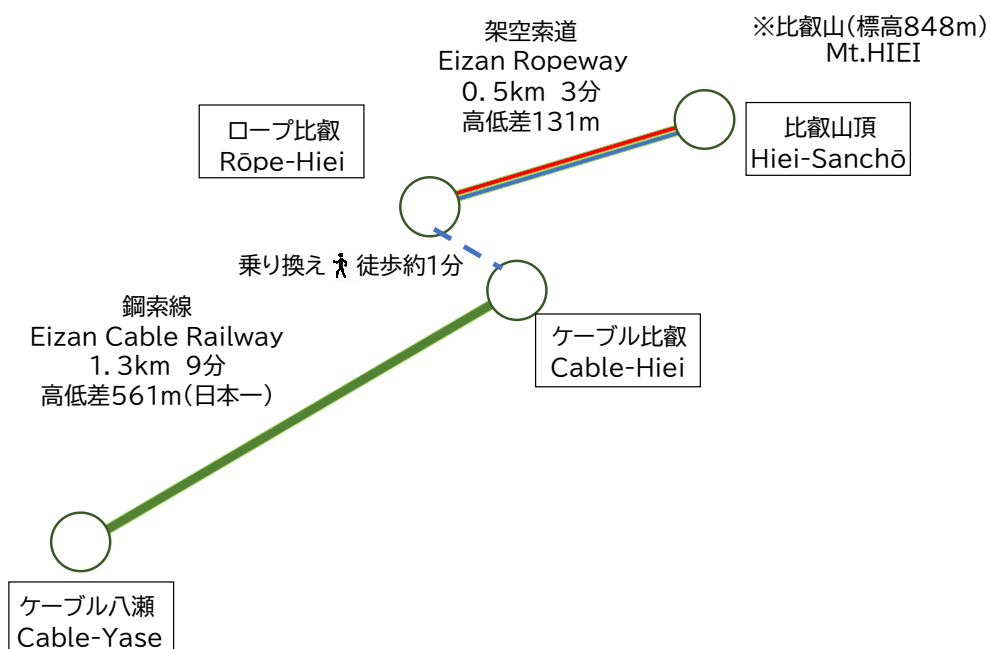 架空索道
Eizan Ropeway
0.5km 3分
高低差131m
※比叡山(標高848m)
Mt.HIEI
ロープ比叡
Rōpe-Hiei
比叡山頂
Hiei-Sanchō
乗り換え 徒歩約1分
鋼索線
Eizan Cable Railway
1.3km 9分
高低差561m(日本一)
ケーブル比叡
Cable-Hiei
ケーブル八瀬
Cable-Yase